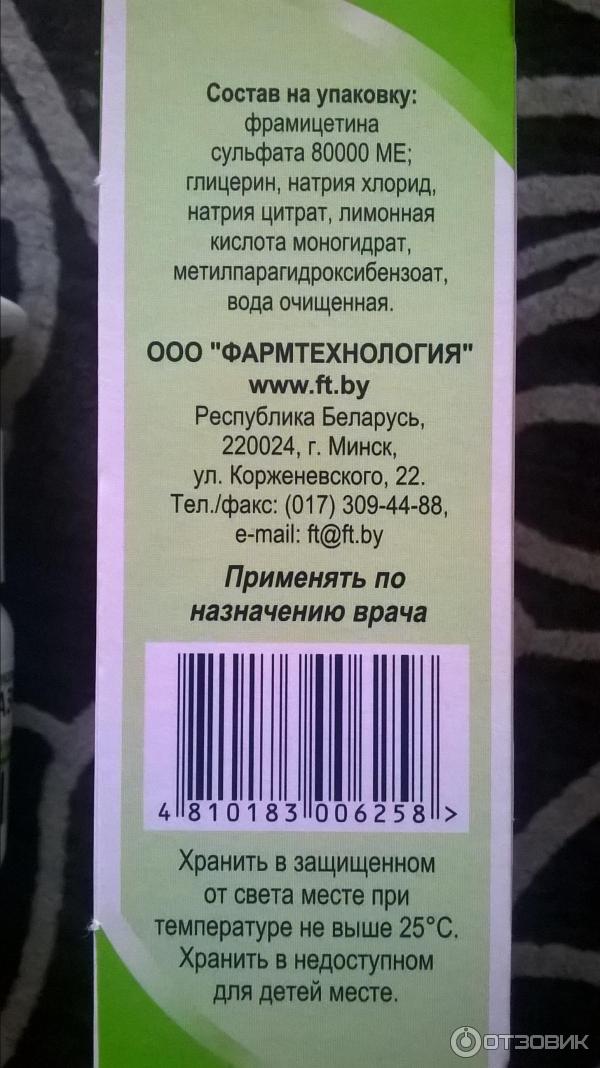 Состав на упаковку:
фрамицетина
сульфата 80000 МЕ;
глицерин, натрия хлорид,
натрия цитрат, лимонная
кислота моногидрат,
метилпарагидроксибензоат,
вода очищенная.
ООО "ФАРМТЕХНОЛОГИЯ"
www.ft.by
Республика Беларусь,
220024, г. Минск,
ул. Корженевского, 22.
Тел./факс: (017) 309-44-88,
e-mail: ft@ft.by
Применять по
назначению врача
4 810183 006258 >
Хранить в защищенном
от света месте при
температуре не выше 25°С.
Хранить в недоступном
для детей месте.
ОТЗОВИК